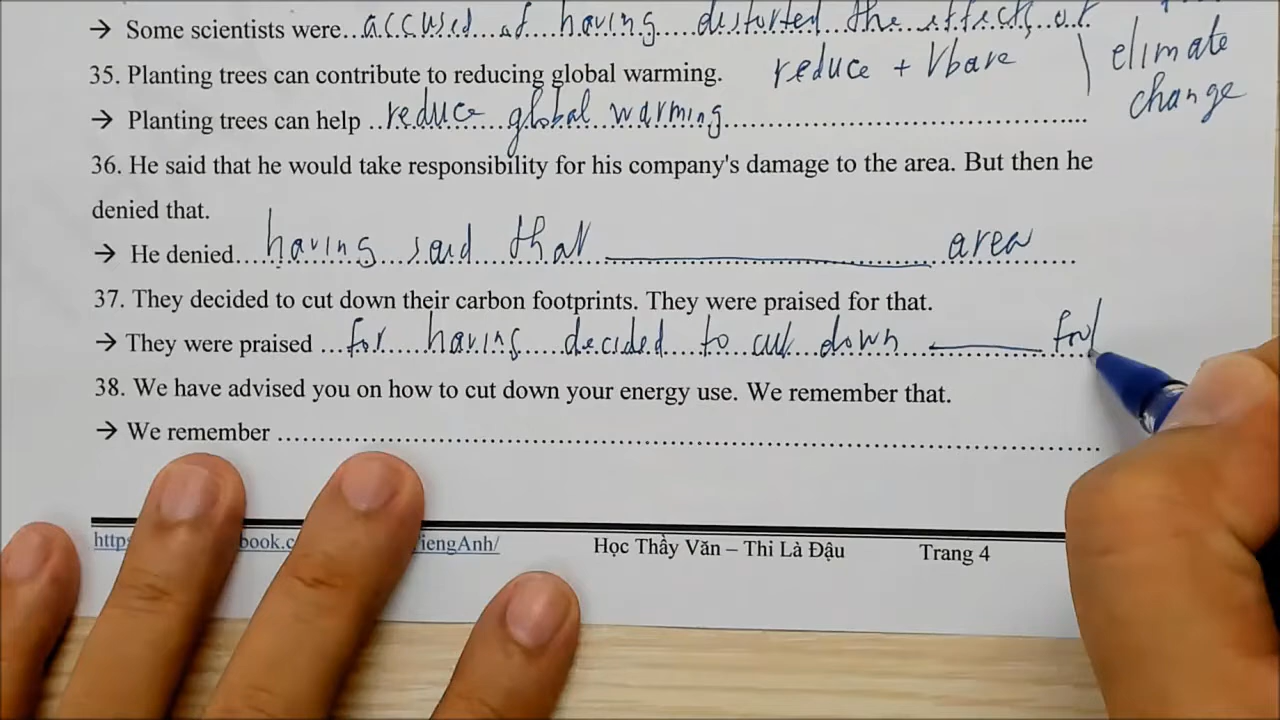 → Some scientists were...accused...of having....distorted the effects of
35. Planting trees can contribute to reducing global warming. reduce + Vbare climate
→ Planting trees can help ..reduce global warming change
36. He said that he would take responsibility for his company's damage to the area. But then he
denied that.
→ He denied....having...said...that area
37. They decided to cut down their carbon footprints. They were praised for that.
→ They were praised ...for....having....decided...to cut down foot
38. We have advised you on how to cut down your energy use. We remember that.
→ We remember ........................................................................
http book.c iengAnh/ Học Thầy Văn – Thi Là Đậu Trang 4